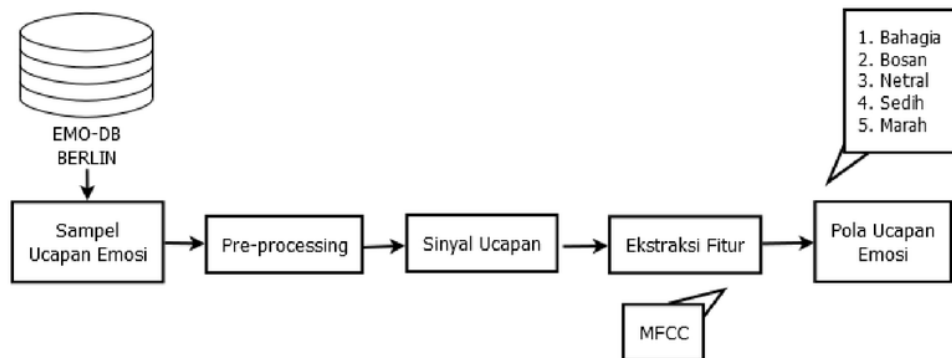 EMO-DB
BERLIN
Sampel
Ucapan Emosi
Pre-processing
Sinyal Ucapan
Ekstraksi Fitur
MFCC
Pola Ucapan
Emosi
1. Bahagia
2. Bosan
3. Netral
4. Sedih
5. Marah